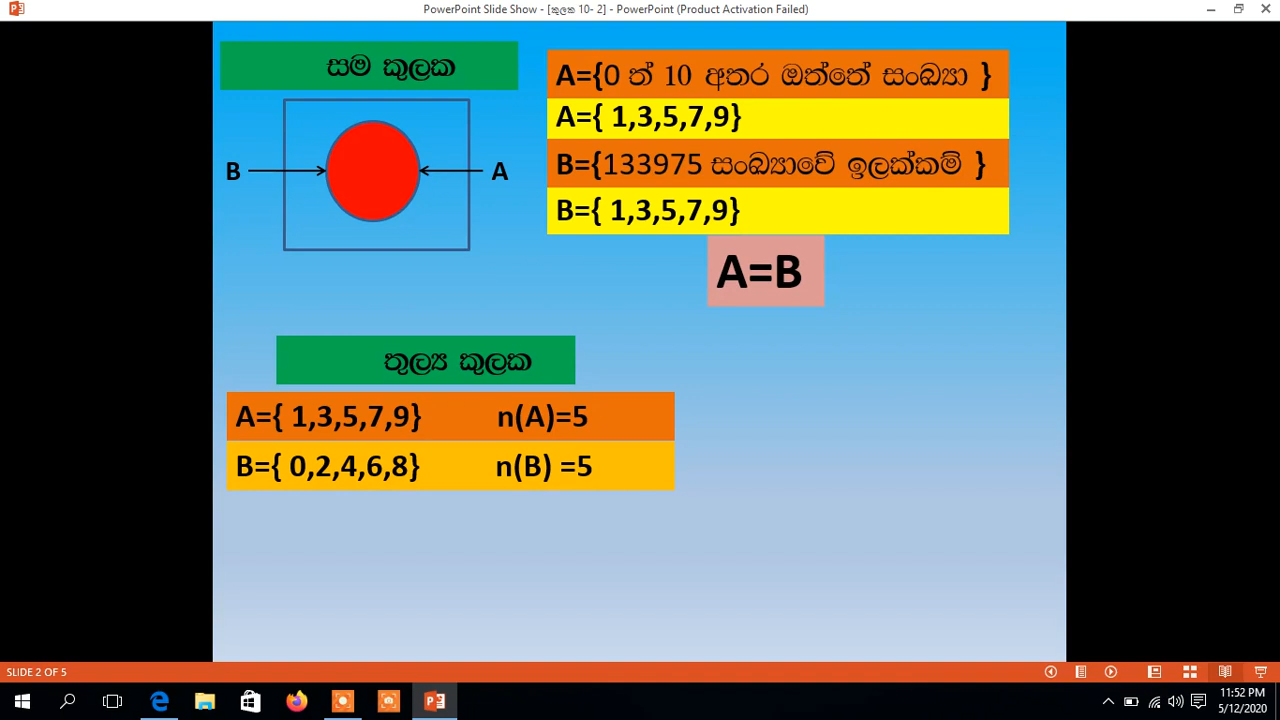 PowerPoint Slide Show - [කුලක 10- 2] - PowerPoint (Product Activation Failed)
සම කුලක
B
A
A={0 ත් 10 අතර ඔත්තේ සංඛ්‍යා }
A={ 1,3,5,7,9}
B={133975 සංඛ්‍යාවේ ඉලක්කම් }
B={ 1,3,5,7,9}
A=B
තුල්‍ය කුලක
A={ 1,3,5,7,9} n(A)=5
B={ 0,2,4,6,8} n(B) =5
SLIDE 2 OF 5
11:52 PM
5/12/2020